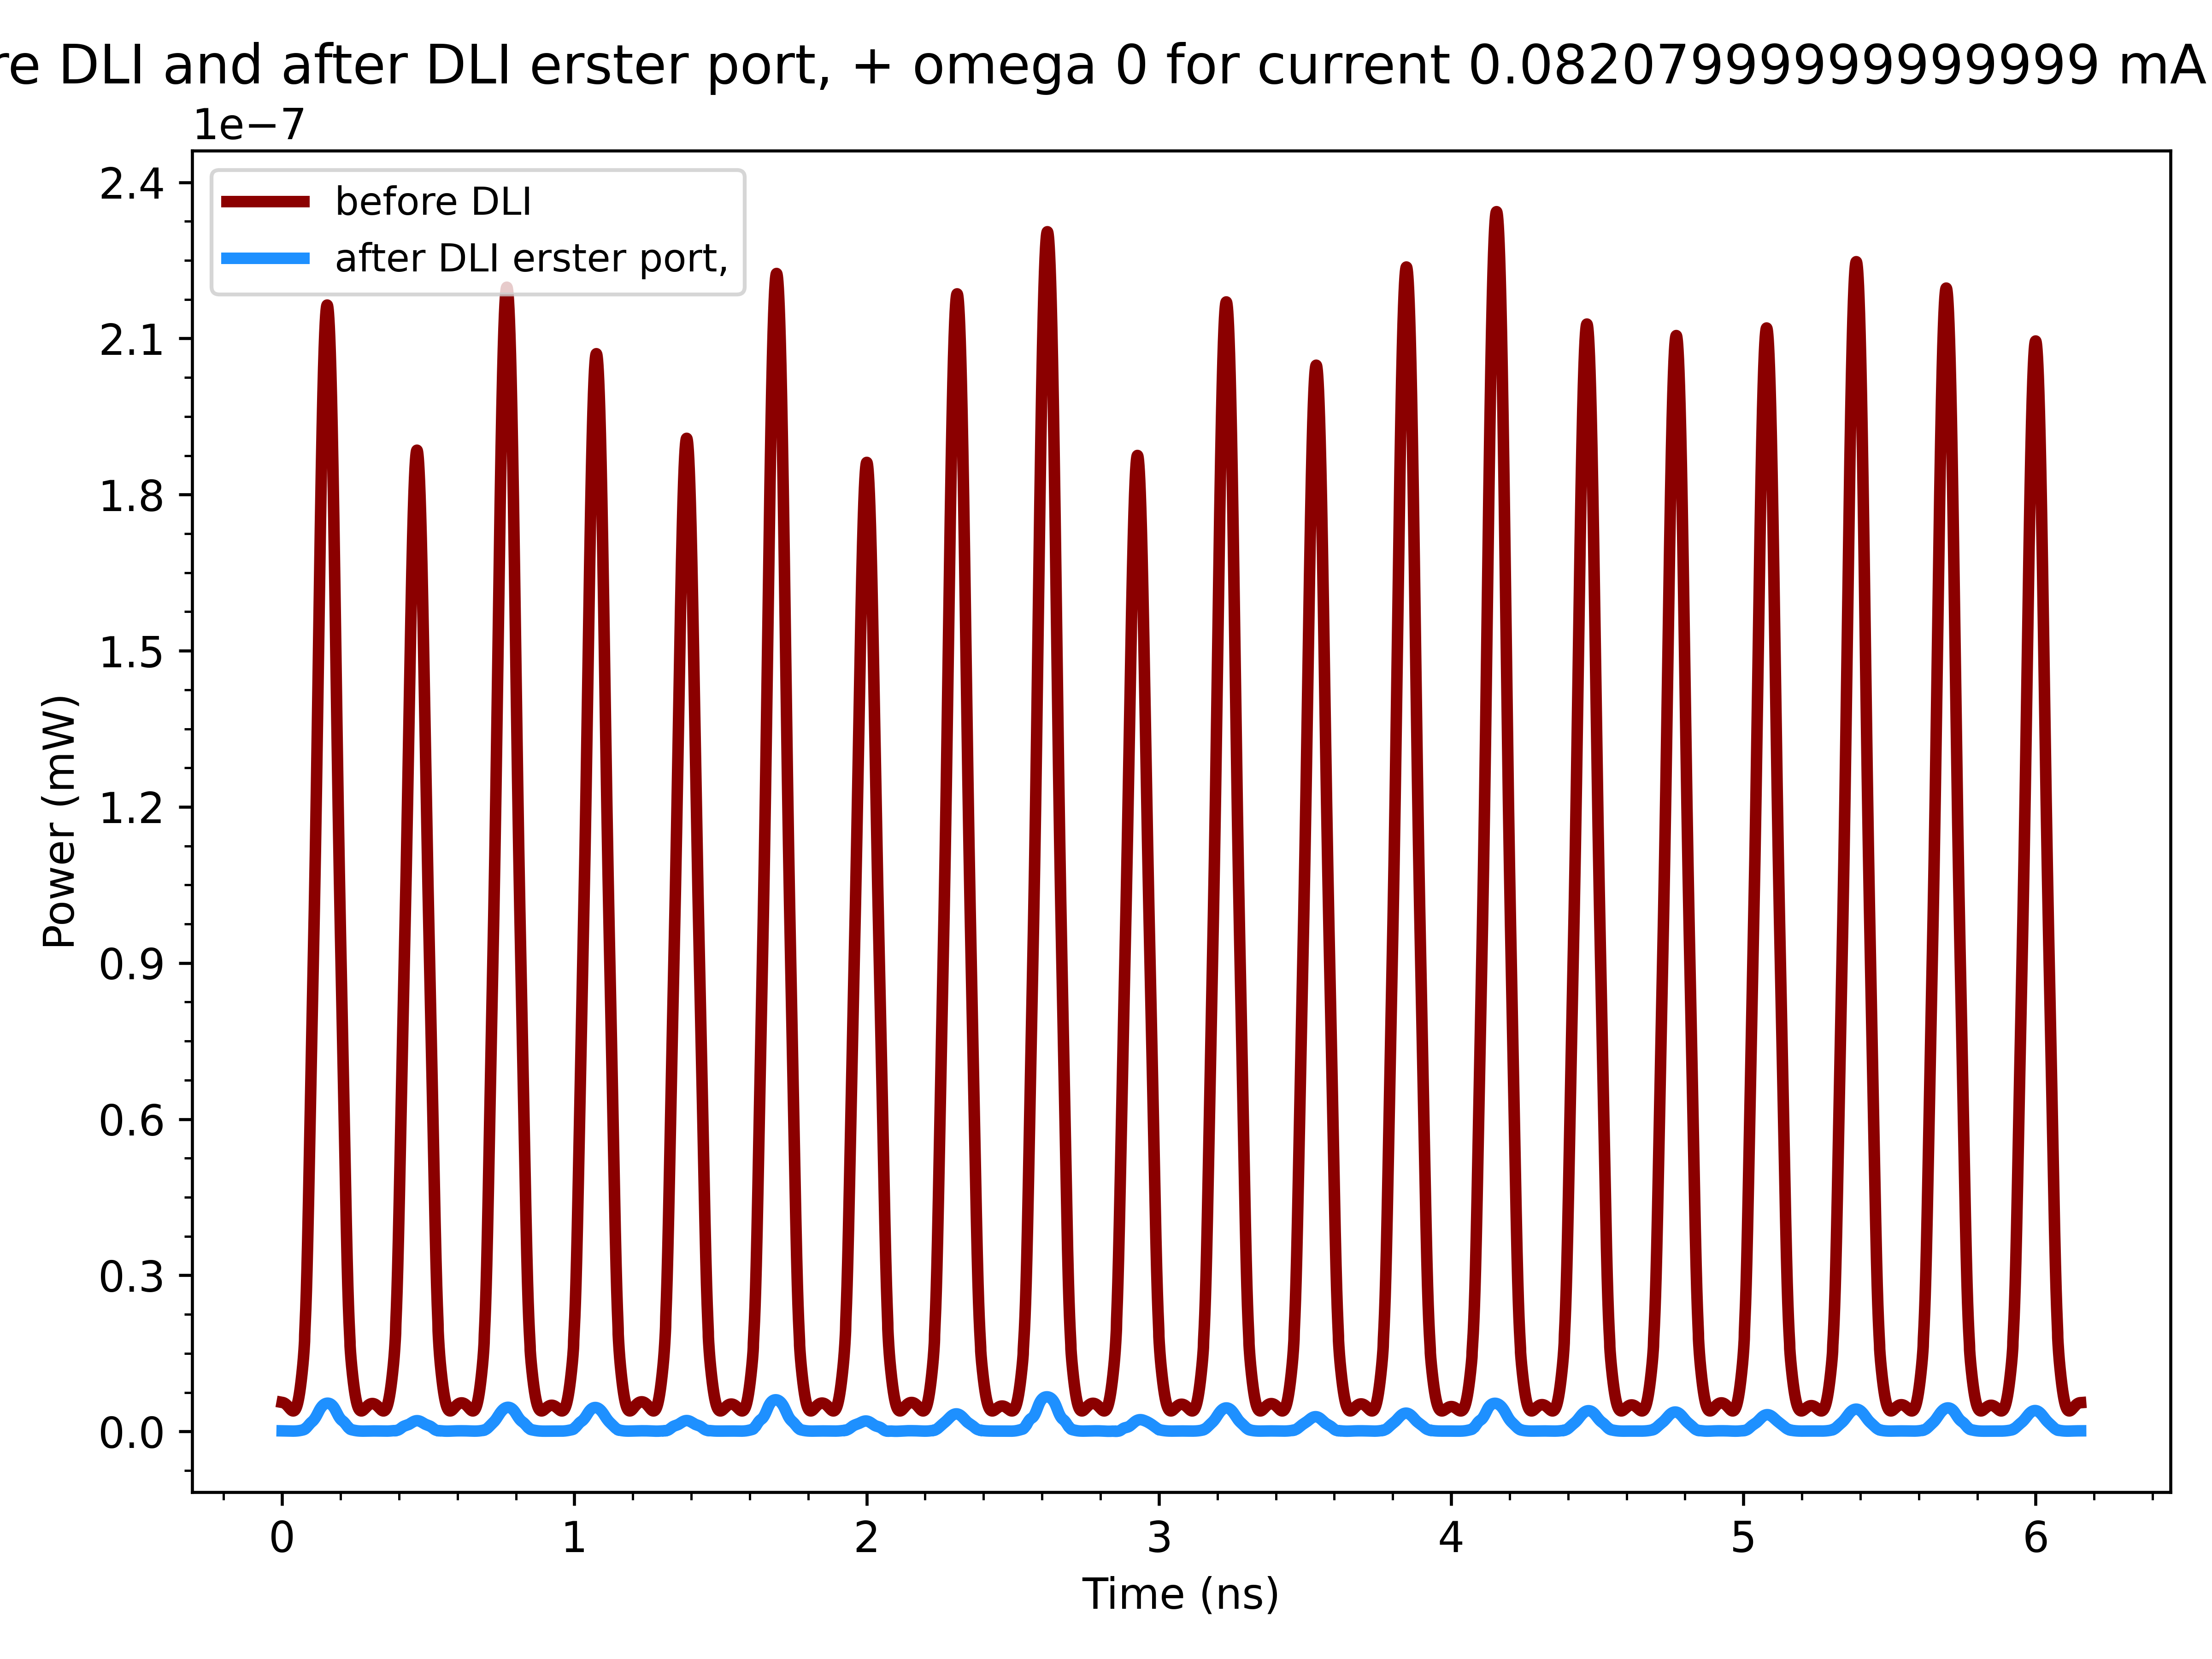 re DLI and after DLI erster port, + omega 0 for current 0.08207999999999999 mA
1e−7
before DLI
after DLI erster port,
2.4
2.1
1.8
1.5
1.2
0.9
0.6
0.3
0.0
Power (mW)
0 1 2 3 4 5 6
Time (ns)